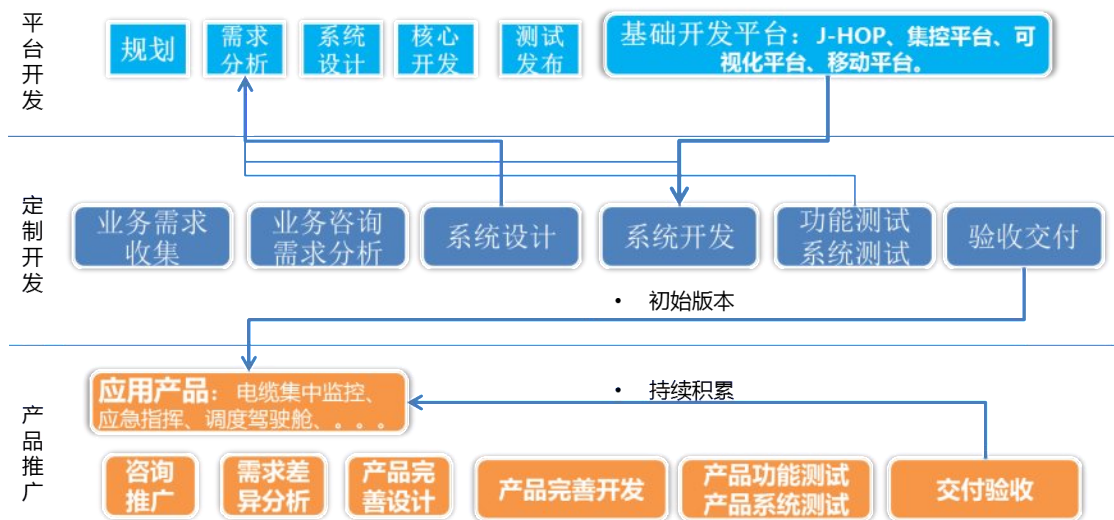 平台开发
规划
需求
分析
系统
设计
核心
开发
测试
发布
基础开发平台：J-HOP、集控平台、可
视化平台、移动平台。
定制开发
业务需求
收集
业务咨询
需求分析
系统设计
系统开发
功能测试
系统测试
验收交付
• 初始版本
产品推广
应用产品：电缆集中监控、
应急指挥、调度驾驶舱、。。。
• 持续积累
咨询
推广
需求差
异分析
产品完
善设计
产品完善开发
产品功能测试
产品系统测试
交付验收